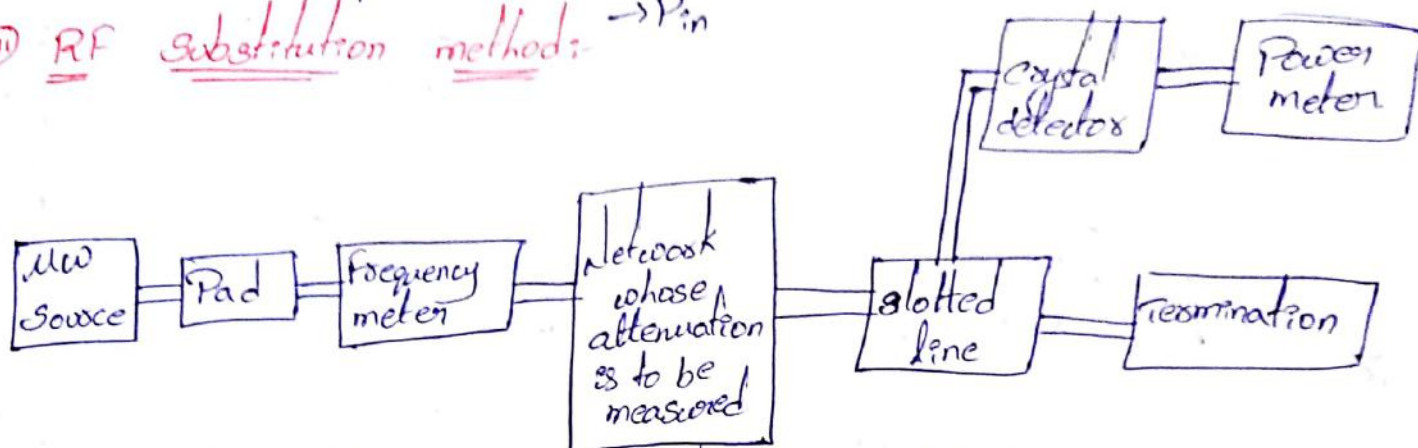 ii) RF substitution method:- → Pin
Crystal
detector
Power
meter
MW
Source
Pad
frequency
meter
Network
whose
attenuation
is to be
measured
slotted
line
Termination